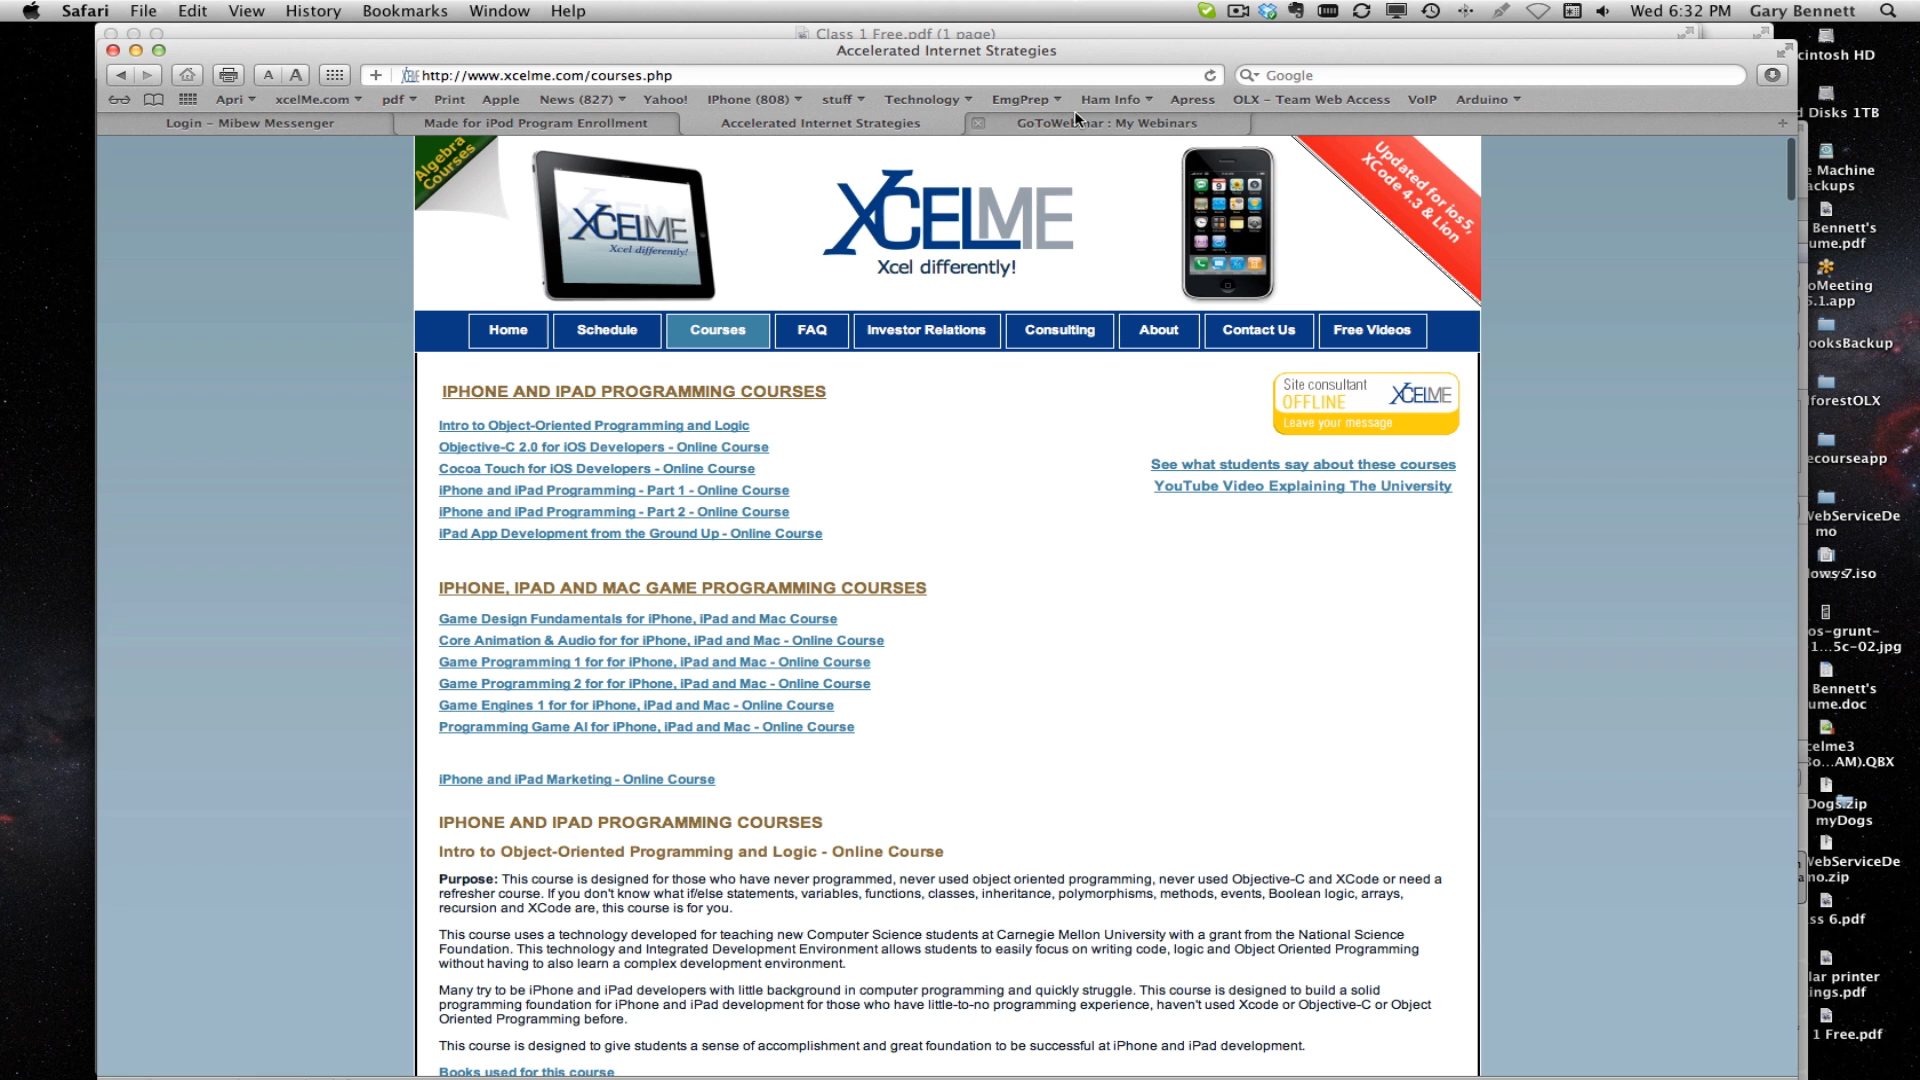 Safari File Edit View History Bookmarks Window Help Wed 6:32 PM Gary Bennett
Class 1 Free.pdf (1 page)
Accelerated Internet Strategies
http://www.xcelme.com/courses.php Google
Apri xcelMe.com pdf Print Apple News (827) Yahoo! IPhone (808) stuff Technology EmgPrep Ham Info Apress OLX - Team Web Access VoIP Arduino
Login - Mibew Messenger Made for iPod Program Enrollment Accelerated Internet Strategies GoToWebinar : My Webinars
Algebra Courses
XCELME
Xcel differently!
XCELME
Xcel differently!
Updated for ios5, XCode 4.3 & Lion
Home Schedule Courses FAQ Investor Relations Consulting About Contact Us Free Videos
IPHONE AND IPAD PROGRAMMING COURSES
Site consultant XCELME
OFFLINE
Leave your message
Intro to Object-Oriented Programming and Logic
Objective-C 2.0 for iOS Developers - Online Course
Cocoa Touch for iOS Developers - Online Course
iPhone and iPad Programming - Part 1 - Online Course
iPhone and iPad Programming - Part 2 - Online Course
iPad App Development from the Ground Up - Online Course
See what students say about these courses
YouTube Video Explaining The University
IPHONE, IPAD AND MAC GAME PROGRAMMING COURSES
Game Design Fundamentals for iPhone, iPad and Mac Course
Core Animation & Audio for for iPhone, iPad and Mac - Online Course
Game Programming 1 for for iPhone, iPad and Mac - Online Course
Game Programming 2 for for iPhone, iPad and Mac - Online Course
Game Engines 1 for for iPhone, iPad and Mac - Online Course
Programming Game AI for iPhone, iPad and Mac - Online Course
iPhone and iPad Marketing - Online Course
IPHONE AND IPAD PROGRAMMING COURSES
Intro to Object-Oriented Programming and Logic - Online Course
Purpose: This course is designed for those who have never programmed, never used object oriented programming, never used Objective-C and XCode or need a
refresher course. If you don't know what if/else statements, variables, functions, classes, inheritance, polymorphisms, methods, events, Boolean logic, arrays,
recursion and XCode are, this course is for you.
This course uses a technology developed for teaching new Computer Science students at Carnegie Mellon University with a grant from the National Science
Foundation. This technology and Integrated Development Environment allows students to easily focus on writing code, logic and Object Oriented Programming
without having to also learn a complex development environment.
Many try to be iPhone and iPad developers with little background in computer programming and quickly struggle. This course is designed to build a solid
programming foundation for iPhone and iPad development for those who have little-to-no programming experience, haven't used Xcode or Objective-C or Object
Oriented Programming before.
This course is designed to give students a sense of accomplishment and great foundation to be successful at iPhone and iPad development.
Books used for this course
cintosh HD
d Disks 1TB
e Machine
ackups
Bennett's
ume.pdf
oMeeting
5.1.app
ooksBackup
lforestOLX
ecourseapp
WebServiceDe
mo
os-grunt-
1...5c-02.jpg
Bennett's
ume.doc
celme3
Bo...AM).QBX
Dogs.zip
myDogs
WebServiceDe
mo.zip
ss 6.pdf
lar printer
ings.pdf
1 Free.pdf